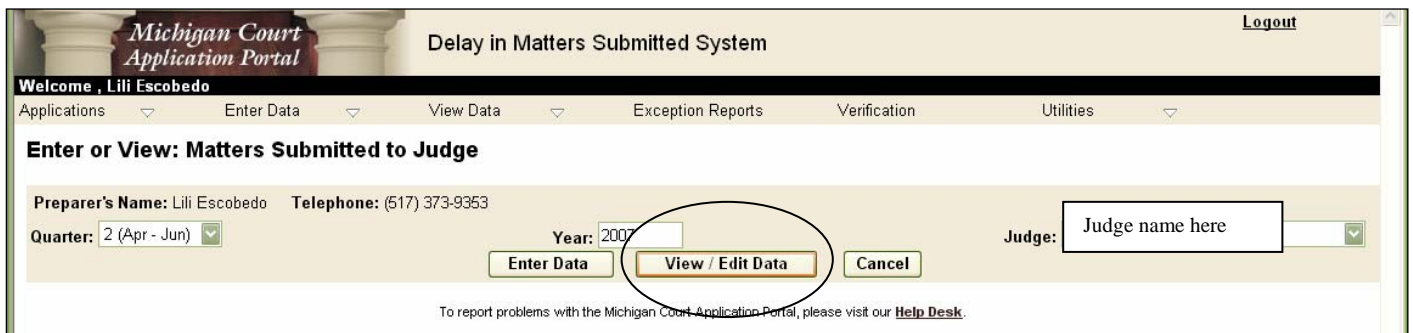 Michigan Court
Application Portal
Delay in Matters Submitted System
Logout
Welcome , Lili Escobedo
Applications Enter Data View Data Exception Reports Verification Utilities
Enter or View: Matters Submitted to Judge
Preparer's Name: Lili Escobedo Telephone: (517) 373-9353
Quarter: 2 (Apr - Jun) Year: 2007 Judge: Judge name here
Enter Data View / Edit Data Cancel
To report problems with the Michigan Court Application Portal, please visit our Help Desk.